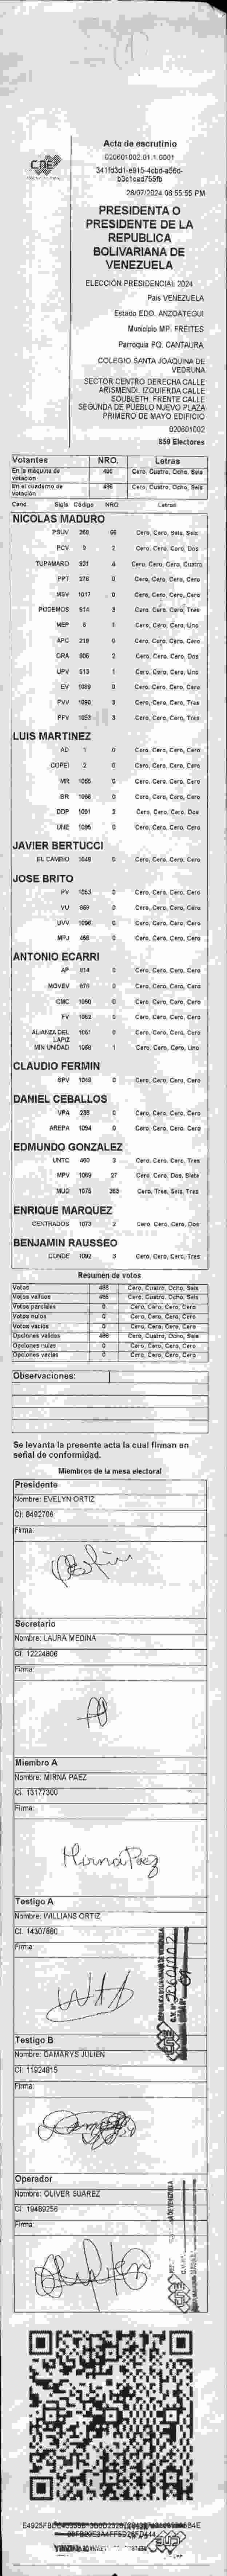 CNE
Acta de escrutinio
020601002.01.1.0001
28/07/2024 08:55:55 PM
PRESIDENTA O
PRESIDENTE DE LA
REPUBLICA
BOLIVARIANA DE
VENEZUELA
ELECCIÓN PRESIDENCIAL 2024
Pais VENEZUELA
Estado EDO. ANZOATEGUI
Municipio MP. FREITES
Parroquia PQ. CANTAURA
COLEGIO SANTA JOAQUINA DE
VEDRUNA
SECTOR CENTRO DERECHA CALLE
ARISMENDI. IZQUIERDA CALLE
SOUBLETH. FRENTE CALLE
SEGUNDA DE PUEBLO NUEVO PLAZA
PRIMERO DE MAYO EDIFICIO
020601002
859 Electores
Votantes NRO. Letras
En la máquina de votación 486 Cero, Cuatro, Ocho, Seis
En el cuaderno de votación 486 Cero, Cuatro, Ocho, Seis
Cand Sigla Código NRO. Letras
NICOLAS MADURO
PSUV 66 Cero, Cero, Seis, Seis
PCV 9 2 Cero, Cero, Cero, Dos
TUPAMARO 931 4 Cero, Cero, Cero, Cuatro
PPT 278 0 Cero, Cero, Cero, Cero
MSV 1017 0 Cero, Cero, Cero, Cero
PODEMOS 514 3 Cero, Cero, Cero, Tres
MEP 6 1 Cero, Cero, Cero, Uno
APC 219 0 Cero, Cero, Cero, Cero
ORA 906 2 Cero, Cero, Cero, Dos
UPV 613 1 Cero, Cero, Cero, Uno
EV 1089 0 Cero, Cero, Cero, Cero
PVV 1090 3 Cero, Cero, Cero, Tres
PFV 3 Cero, Cero, Cero, Tres
LUIS MARTINEZ
AD 1 0 Cero, Cero, Cero, Cero
COPEI 2 0 Cero, Cero, Cero, Cero
MR 1065 0 Cero, Cero, Cero, Cero
BR 1066 0 Cero, Cero, Cero, Cero
DDP 1091 2 Cero, Cero, Cero, Dos
UNE 1095 0 Cero, Cero, Cero, Cero
JAVIER BERTUCCI
EL CAMBIO 1048 0 Cero, Cero, Cero, Cero
JOSE BRITO
PV 1053 0 Cero, Cero, Cero, Cero
VU 969 0 Cero, Cero, Cero, Cero
UVV 1096 0 Cero, Cero, Cero, Cero
MPJ 458 0 Cero, Cero, Cero, Cero
ANTONIO ECARRI
AP 814 0 Cero, Cero, Cero, Cero
MOVEV 878 0 Cero, Cero, Cero, Cero
CMC 1050 0 Cero, Cero, Cero, Cero
FV 1062 0 Cero, Cero, Cero, Cero
ALIANZA DEL LAPIZ 1061 0 Cero, Cero, Cero, Cero
MIN UNIDAD 1068 1 Cero, Cero, Cero, Uno
CLAUDIO FERMIN
SPV 1049 0 Cero, Cero, Cero, Cero
DANIEL CEBALLOS
VPA 238 0 Cero, Cero, Cero, Cero
AREPA 1094 0 Cero, Cero, Cero, Cero
EDMUNDO GONZALEZ
UNTC 460 3 Cero, Cero, Cero, Tres
MPV 1069 27 Cero, Cero, Dos, Siete
MUD 1075 363 Cero, Tres, Seis, Tres
ENRIQUE MARQUEZ
CENTRADOS 1073 2 Cero, Cero, Cero, Dos
BENJAMIN RAUSSEO
CONDE 1092 3 Cero, Cero, Cero, Tres
Resumen de votos
Votos 486 Cero, Cuatro, Ocho, Seis
Votos validos 486 Cero, Cuatro, Ocho, Seis
Votos parciales 0 Cero, Cero, Cero, Cero
Votos nulos 0 Cero, Cero, Cero, Cero
Votos vacios 0 Cero, Cero, Cero, Cero
Opciones validas 486 Cero, Cuatro, Ocho, Seis
Opciones nulas 0 Cero, Cero, Cero, Cero
Opciones vacias 0 Cero, Cero, Cero, Cero
Observaciones:
Se levanta la presente acta la cual firman en
señal de conformidad.
Miembros de la mesa electoral
Presidente
Nombre: EVELYN ORTIZ
CI: 8492706
Firma:
Secretario
Nombre: LAURA MEDINA
CI: 12224806
Firma:
Miembro A
Nombre: MIRNA PAEZ
CI: 13177300
Firma:
Mirna Paez
Testigo A
Nombre: WILLIANS ORTIZ
CI: 14307860
Firma:
Testigo B
Nombre: DAMARYS JULIEN
CI: 11924815
Firma:
Operador
Nombre: OLIVER SUAREZ
CI: 19489256
Firma:
CNE